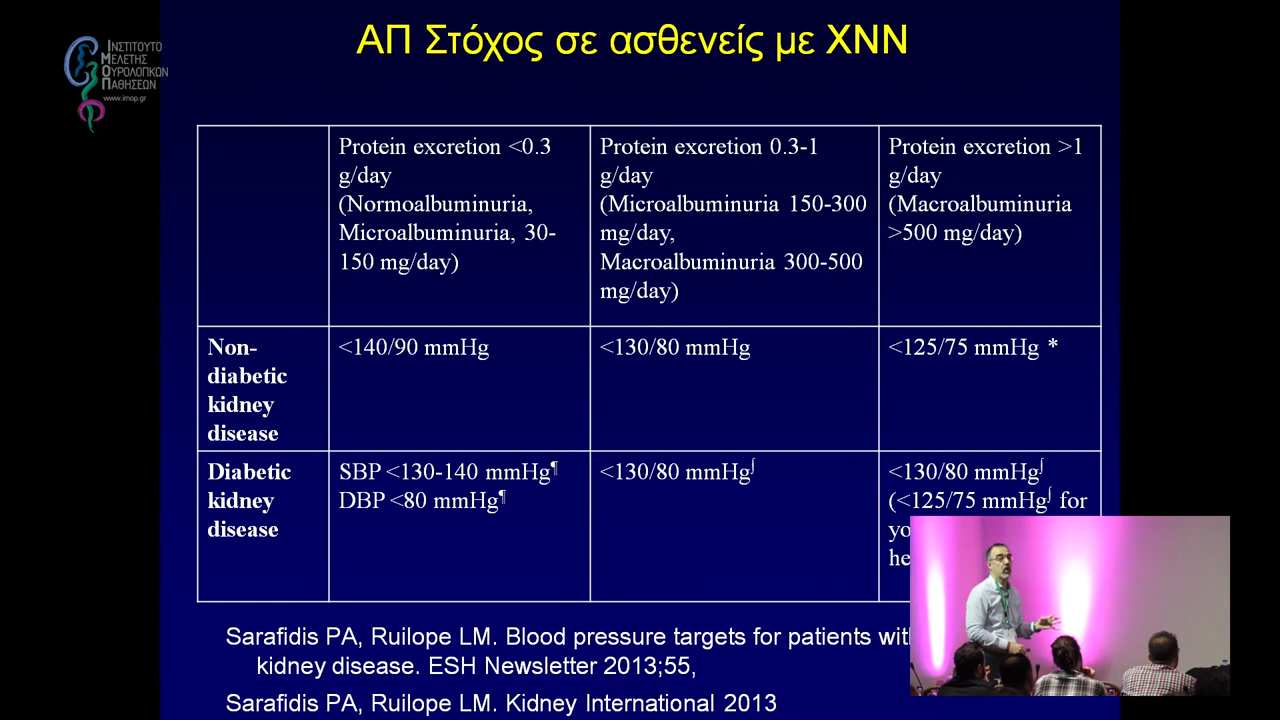 ΑΠ Στόχος σε ασθενείς με ΧΝΝ
ΙΝΣΤΙΤΟΥΤΟ
ΜΕΛΕΤΗΣ
ΟΥΡΟΛΟΓΙΚΩΝ
ΠΑΘΗΣΕΩΝ
www.imop.gr
Protein excretion <0.3
g/day
(Normoalbuminuria,
Microalbuminuria, 30-
150 mg/day)
Protein excretion 0.3-1
g/day
(Microalbuminuria 150-300
mg/day,
Macroalbuminuria 300-500
mg/day)
Protein excretion >1
g/day
(Macroalbuminuria
>500 mg/day)
Non-
diabetic
kidney
disease
<140/90 mmHg
<130/80 mmHg
<125/75 mmHg *
Diabetic
kidney
disease
SBP <130-140 mmHg¶
DBP <80 mmHg¶
<130/80 mmHg∫
<130/80 mmHg∫
(<125/75 mmHg∫ for
Sarafidis PA, Ruilope LM. Blood pressure targets for patients
kidney disease. ESH Newsletter 2013;55,
Sarafidis PA, Ruilope LM. Kidney International 2013